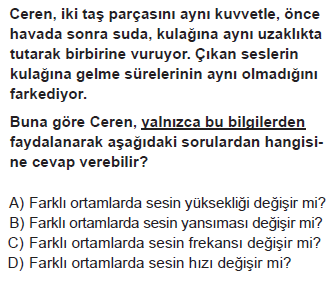 Ceren, iki taş parçasını aynı kuvvetle, önce
havada sonra suda, kulağına aynı uzaklıkta
tutarak birbirine vuruyor. Çıkan seslerin
kulağına gelme sürelerinin aynı olmadığını
farkediyor.
Buna göre Ceren, yalnızca bu bilgilerden
faydalanarak aşağıdaki sorulardan hangisi-
ne cevap verebilir?
A) Farklı ortamlarda sesin yüksekliği değişir mi?
B) Farklı ortamlarda sesin yansıması değişir mi?
C) Farklı ortamlarda sesin frekansı değişir mi?
D) Farklı ortamlarda sesin hızı değişir mi?